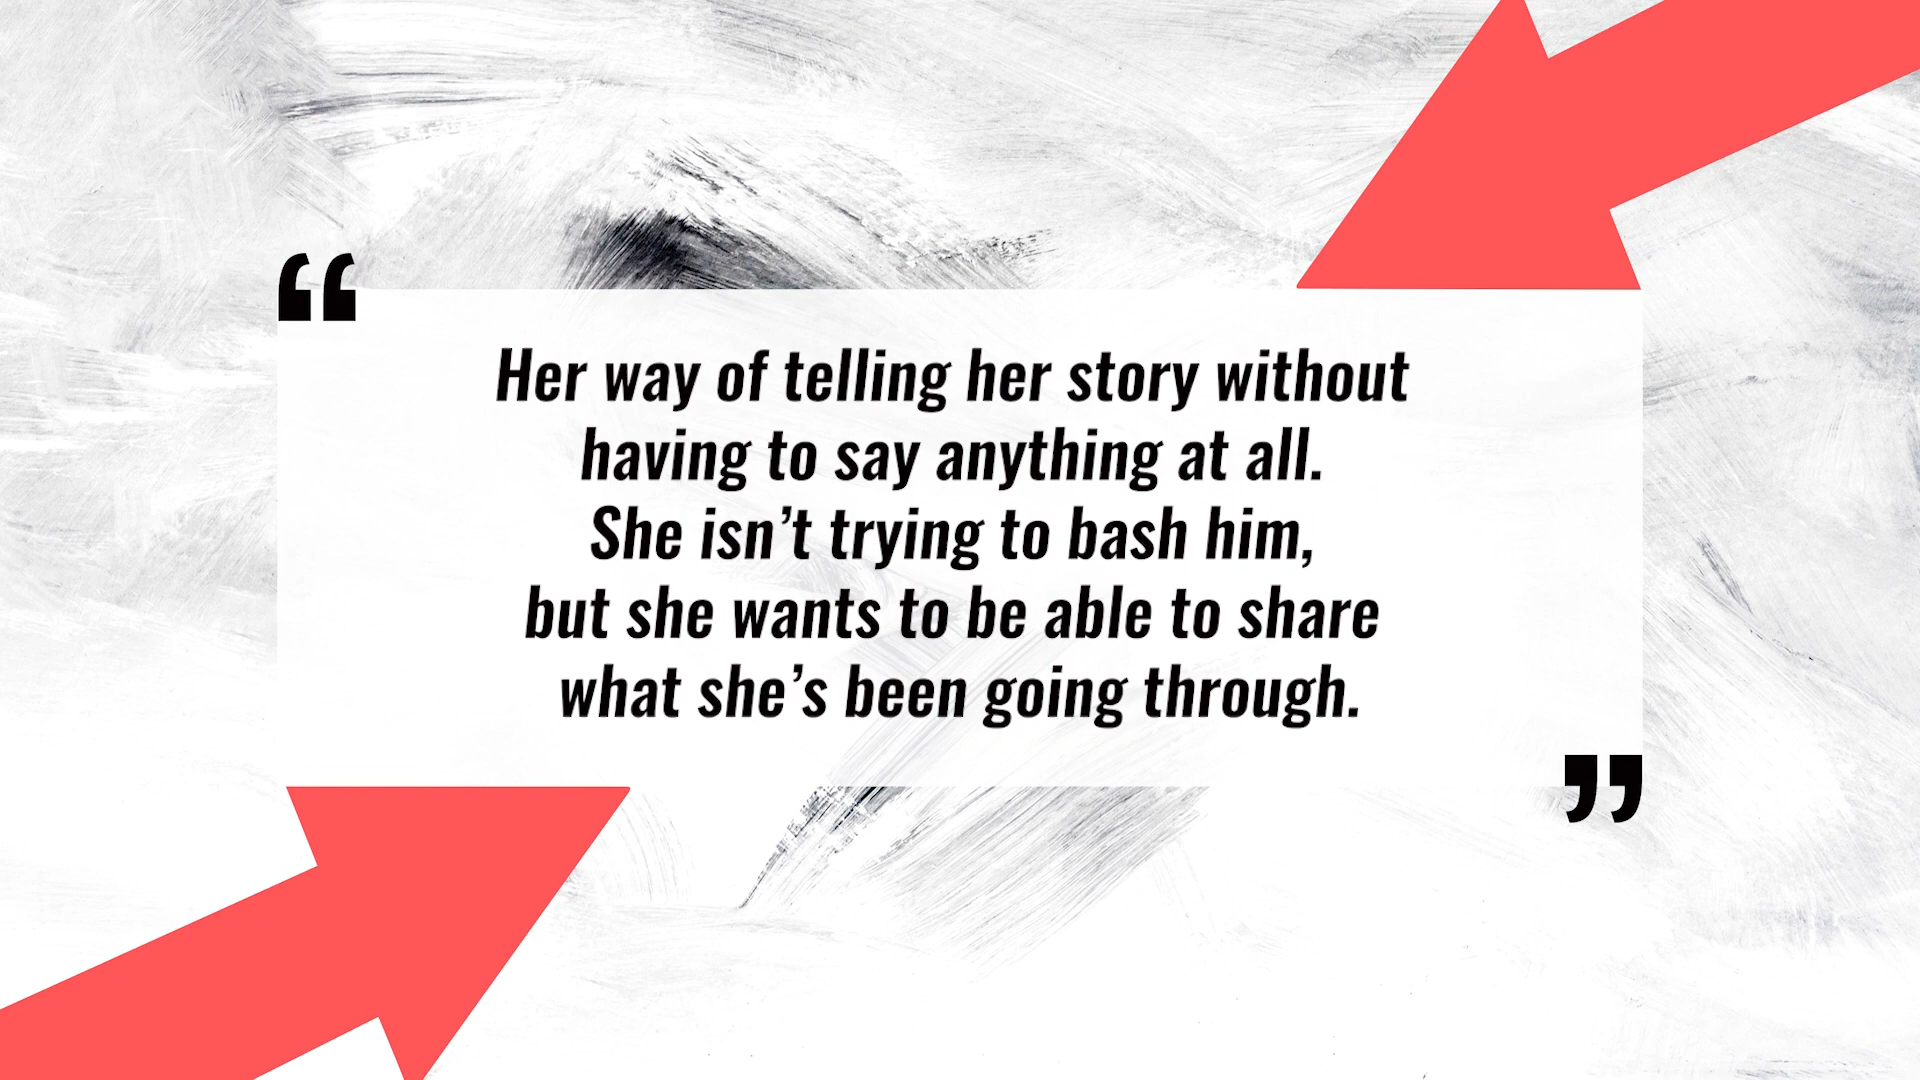 “
Her way of telling her story without
having to say anything at all.
She isn’t trying to bash him,
but she wants to be able to share
what she’s been going through.
”